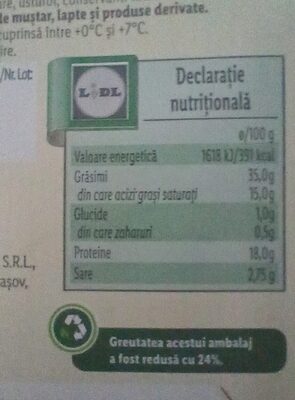 de muștar, lapte și produse derivate.
cuprinsă între +0°C și +7°C.
/Nr. Lot:
LIDL
Declarație
nutrițională
ø/100 g
Valoare energetică 1618 kJ/391 kcal
Grăsimi 35,0g
din care acizi grași saturați 15,0g
Glucide 1,0g
din care zaharuri 0,5g
Proteine 18,0g
Sare 2,75 g
S.R.L.,
Greutatea acestui ambalaj
a fost redusă cu 24%.